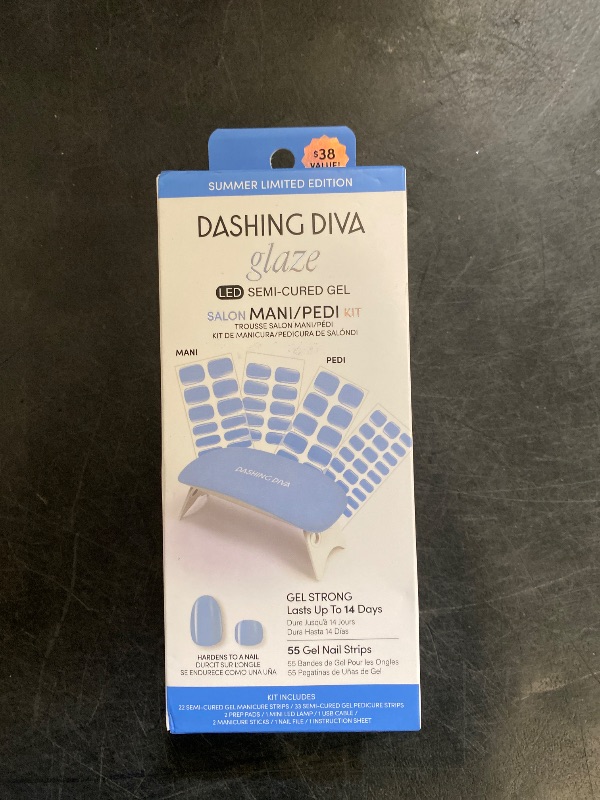 $38
VALUE!
SUMMER LIMITED EDITION
DASHING DIVA
glaze
LED SEMI-CURED GEL
SALON MANI/PEDI KIT
TROUSSE SALON MANI/PÉDI
KIT DE MANICURA/PEDICURA DE SALÓNDI
MANI
PEDI
DASHING DIVA
GEL STRONG
Lasts Up To 14 Days
Dure Jusqu'à 14 Jours
Dura Hasta 14 Días
HARDENS TO A NAIL
DURCIT SUR L'ONGLE
SE ENDURECE COMO UNA UÑA
55 Gel Nail Strips
55 Bandes de Gel Pour les Ongles
55 Pegatinas de Uñas de Gel
KIT INCLUDES
22 SEMI-CURED GEL MANICURE STRIPS / 33 SEMI-CURED GEL PEDICURE STRIPS
2 PREP PADS / 1 MINI LED LAMP / 1 USB CABLE /
2 MANICURE STICKS / 1 NAIL FILE / 1 INSTRUCTION SHEET